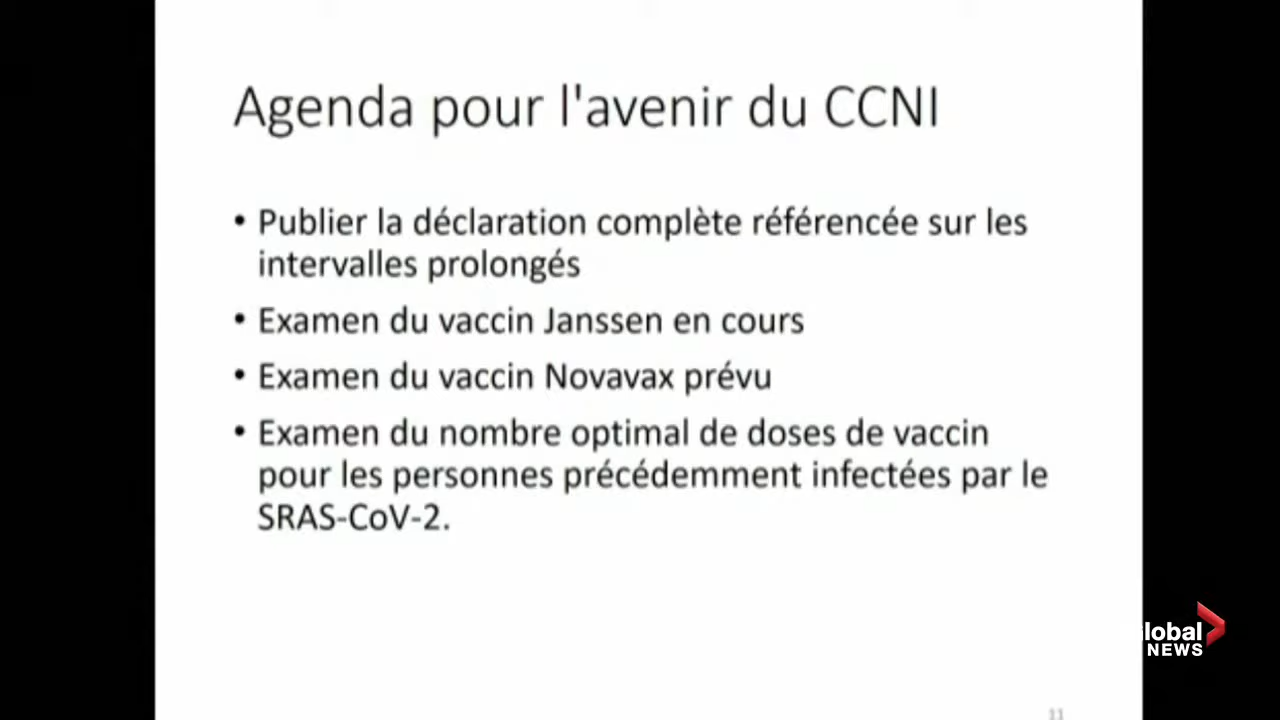 Agenda pour l'avenir du CCNI
• Publier la déclaration complète référencée sur les
intervalles prolongés
• Examen du vaccin Janssen en cours
• Examen du vaccin Novavax prévu
• Examen du nombre optimal de doses de vaccin
pour les personnes précédemment infectées par le
SRAS-CoV-2.
Global
NEWS
11